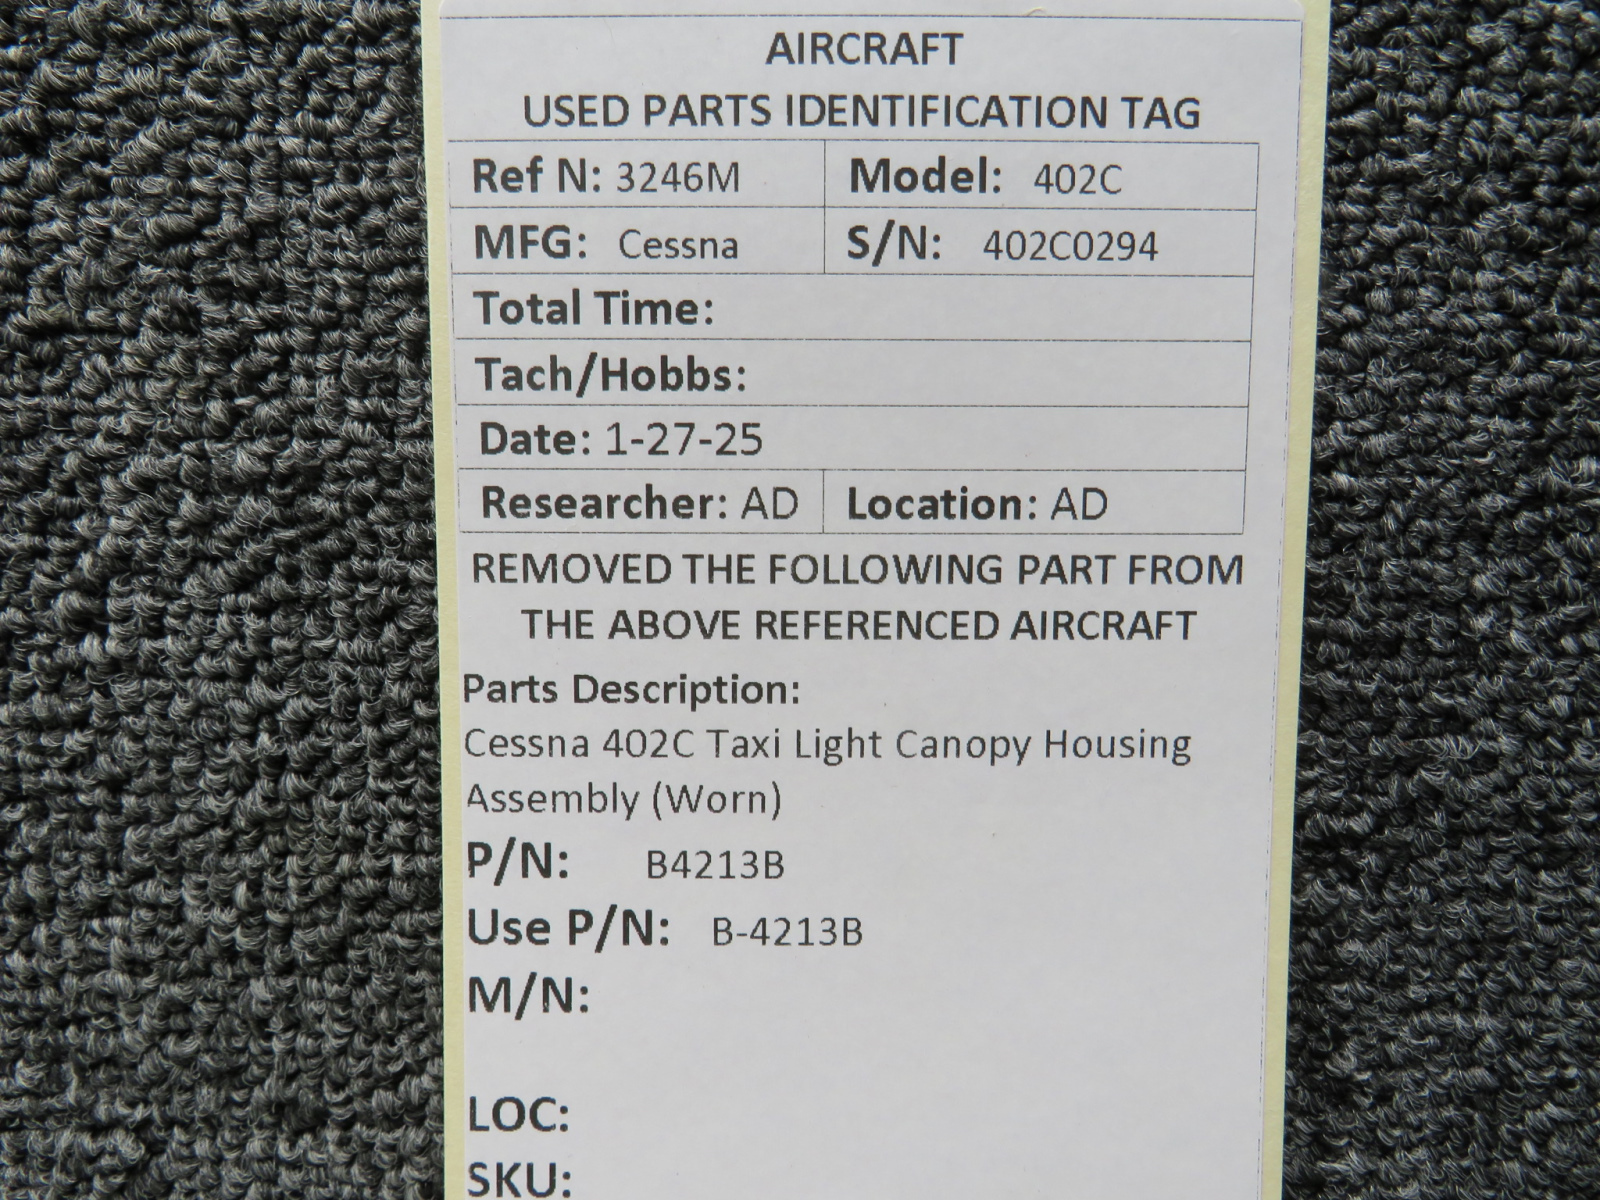 AIRCRAFT
USED PARTS IDENTIFICATION TAG
Ref N: 3246M Model: 402C
MFG: Cessna S/N: 402C0294
Total Time:
Tach/Hobbs:
Date: 1-27-25
Researcher: AD Location: AD
REMOVED THE FOLLOWING PART FROM
THE ABOVE REFERENCED AIRCRAFT
Parts Description:
Cessna 402C Taxi Light Canopy Housing
Assembly (Worn)
P/N: B4213B
Use P/N: B-4213B
M/N:
LOC:
SKU: